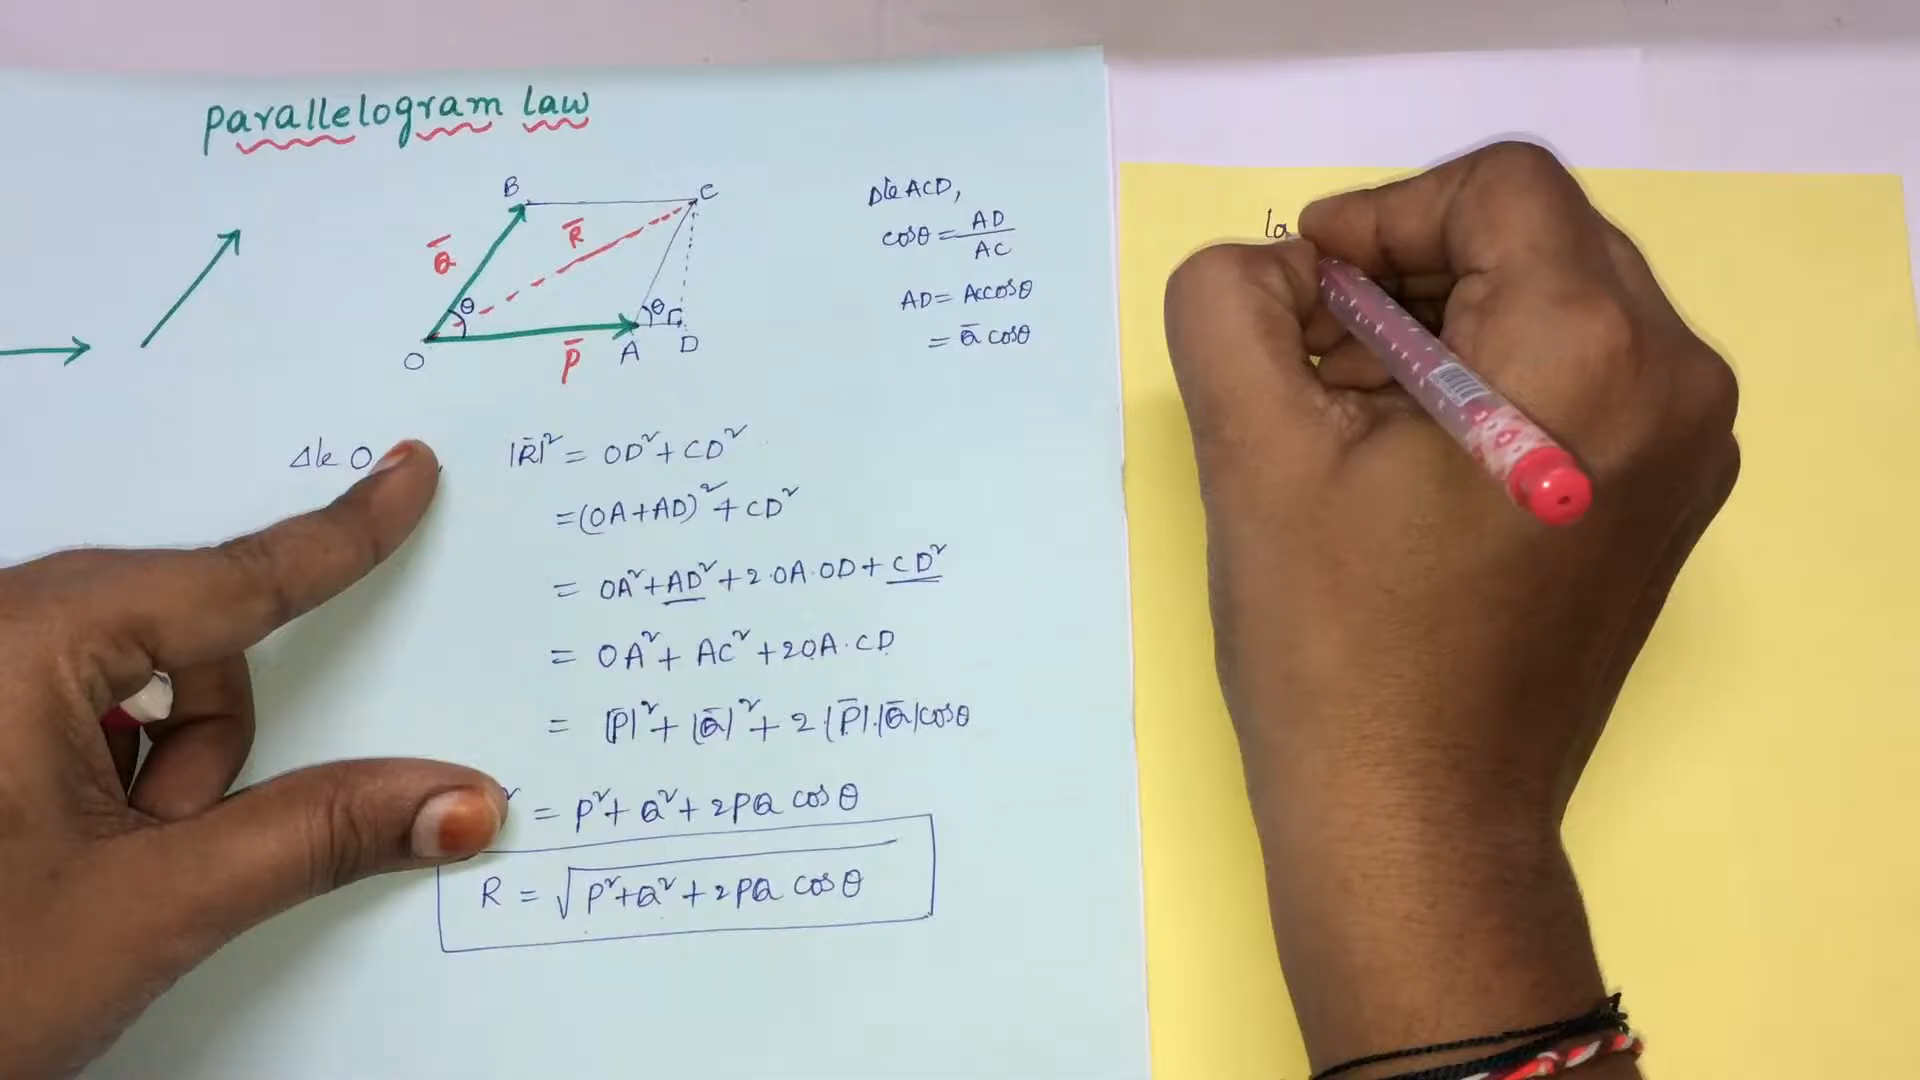 parallelogram law
B
C
Q̄
R̄
θ
θ
O
P̄
A
D
Δle ACD,
cosθ = AD/AC
AD = ACcosθ
= Q̄ cosθ
Δle O
|R̄|² = OD² + CD²
= (OA+AD)² + CD²
= OA² + AD² + 2·OA·OD + CD²
= OA² + AC² + 2OA·CD
= |P̄|² + |Q̄|² + 2|P̄|·|Q̄|cosθ
² = P² + Q² + 2PQ cosθ
R = √P²+Q²+2PQ cosθ
la